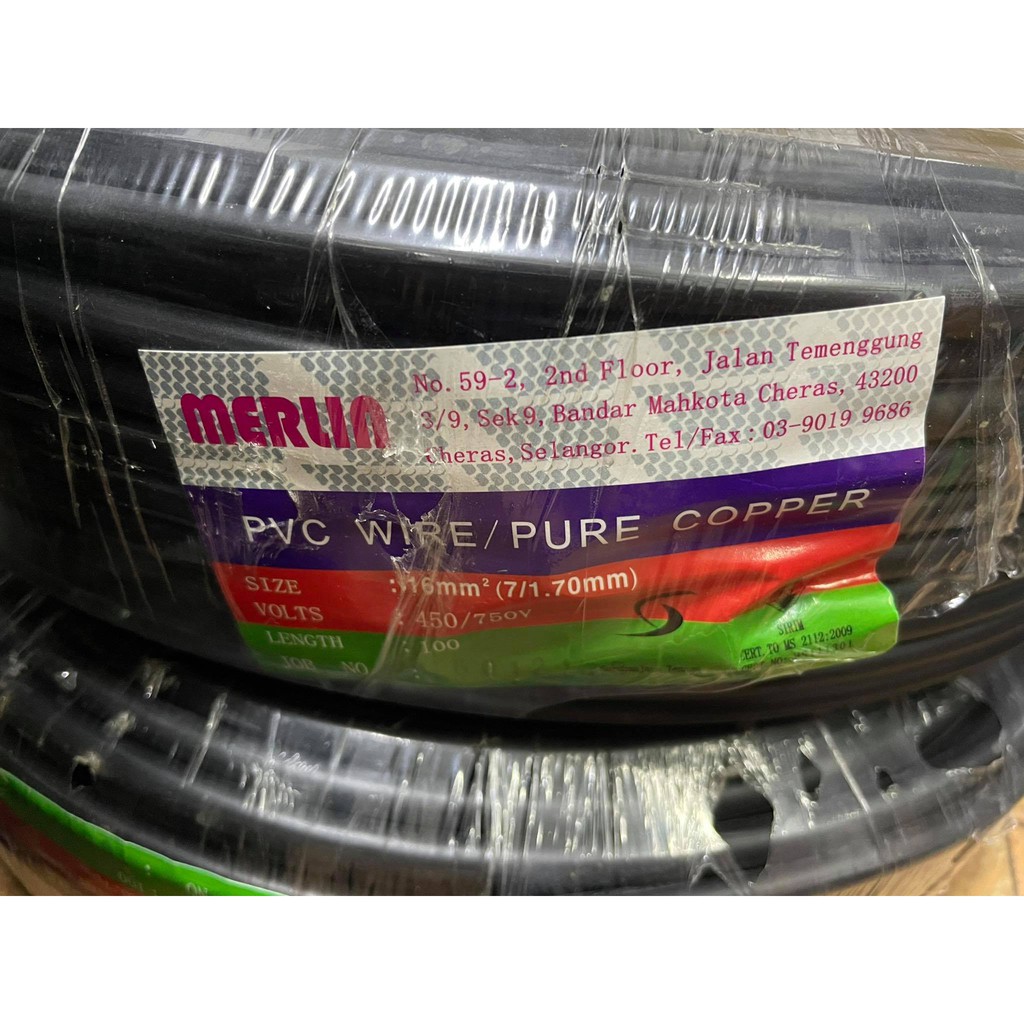 MERLIN
No. 59-2, 2nd Floor, Jalan Temenggung
3/9, Sek 9, Bandar Mahkota Cheras, 43200
Cheras, Selangor. Tel/Fax : 03-9019 9686
PVC WIRE/PURE COPPER
SIZE : 16mm² (7/1.70mm)
VOLTS : 450/750V
LENGTH : 100
NO
SIRIM
CERT. TO MS 2112:2009